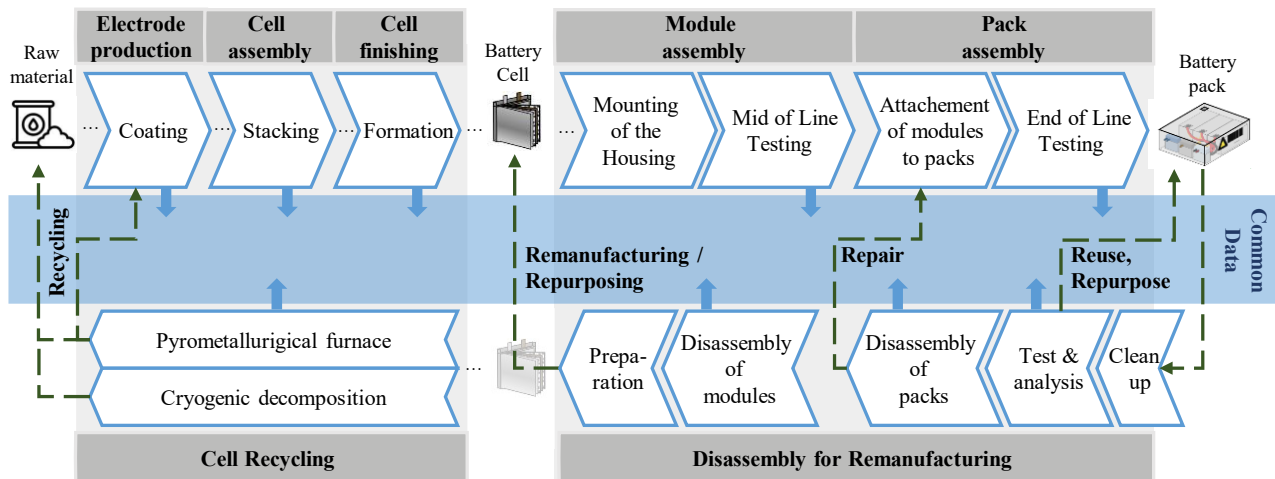 Electrode
production
Cell
assembly
Cell
finishing
Module
assembly
Pack
assembly
Raw
material
Battery
Cell
Battery
pack
...
Coating
...
Stacking
...
Formation
...
...
Mounting
of the
Housing
Mid of Line
Testing
Attachement
of modules
to packs
End of Line
Testing
Recycling
Remanufacturing /
Repurposing
Repair
Reuse,
Repurpose
Common
Data
Pyrometallurigical furnace
Cryogenic decomposition
...
Prepa-
ration
Disassembly
of
modules
Disassembly
of
packs
Test &
analysis
Clean
up
Cell Recycling
Disassembly for Remanufacturing